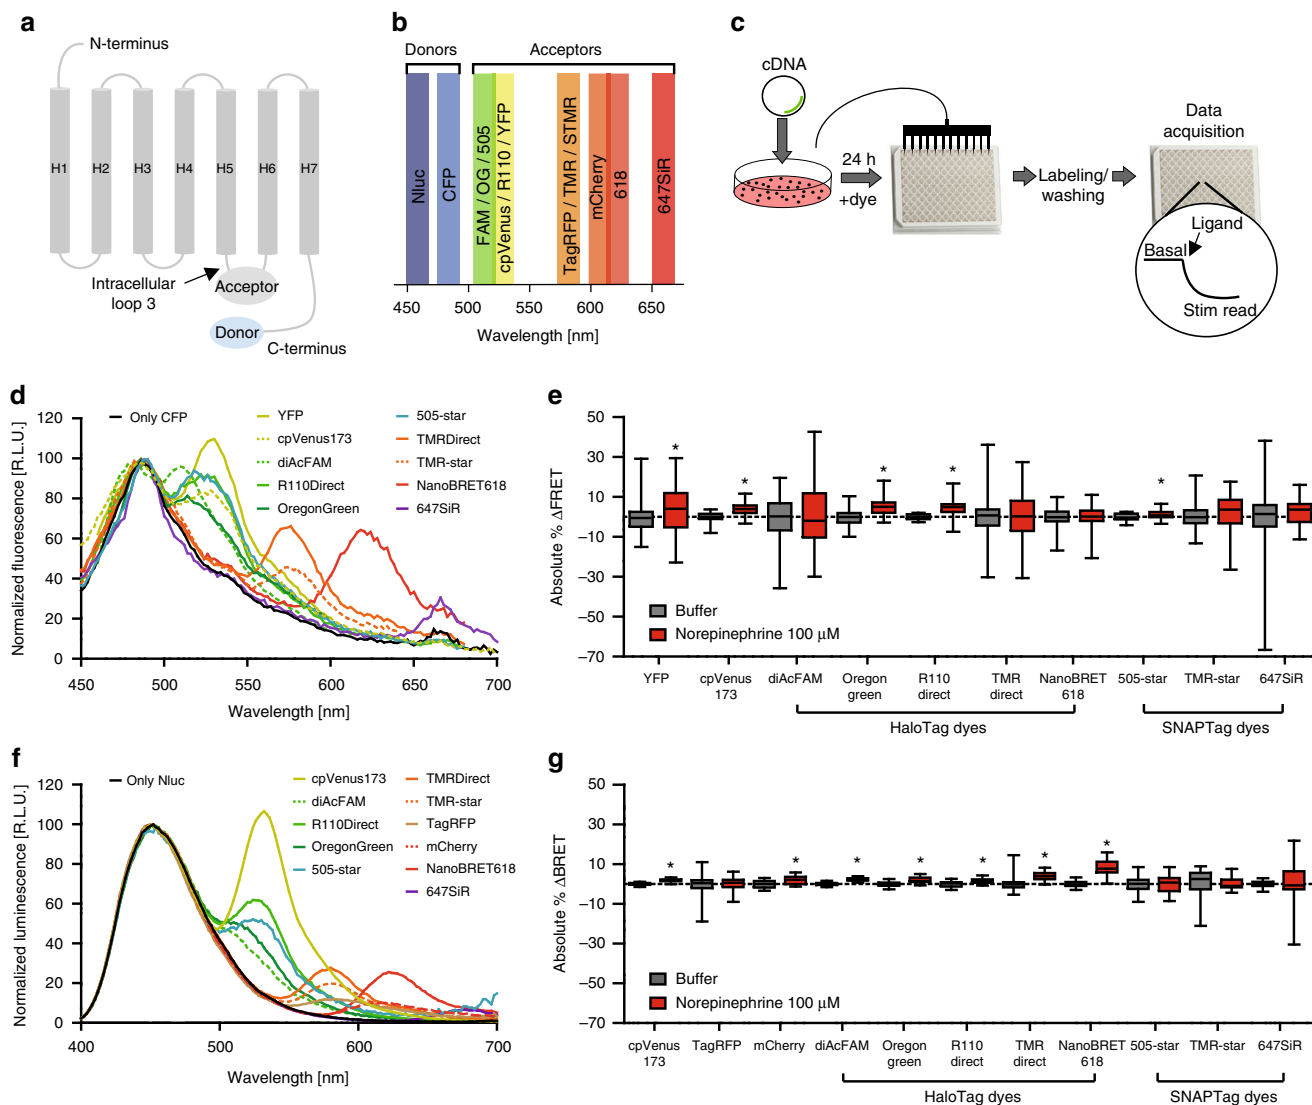 a
N-terminus
H1 H2 H3 H4 H5 H6 H7
Intracellular
loop 3
Acceptor
Donor
C-terminus
b
Donors Acceptors
Nluc
CFP
FAM / OG / 505
cpVenus / R110 / YFP
TagRFP / TMR / STMR
mCherry
618
647SiR
450 500 550 600 650
Wavelength [nm]
c
cDNA
24 h
+dye
Labeling/
washing
Data
acquisition
Ligand
Basal
Stim read
d
Normalized fluorescence [R.L.U.]
120
100
80
60
40
20
0
450 500 550 600 650 700
Wavelength [nm]
Only CFP
YFP
cpVenus173
diAcFAM
R110Direct
OregonGreen
505-star
TMRDirect
TMR-star
NanoBRET618
647SiR
e
Absolute % ΔFRET
50
30
10
−10
−30
−50
−70
* * * * *
Buffer
Norepinephrine 100 μM
YFP
cpVenus
173
diAcFAM
Oregon
green
R110
direct
TMR
direct
NanoBRET
618
505-star
TMR-star
647SiR
HaloTag dyes
SNAPTag dyes
f
Normalized luminescence [R.L.U.]
120
100
80
60
40
20
0
400 500 600 700
Wavelength [nm]
Only Nluc
cpVenus173
diAcFAM
R110Direct
OregonGreen
505-star
TMRDirect
TMR-star
TagRFP
mCherry
NanoBRET618
647SiR
g
Absolute % ΔBRET
50
30
10
−10
−30
−50
−70
* * * * * * *
Buffer
Norepinephrine 100 μM
cpVenus
173
TagRFP
mCherry
diAcFAM
Oregon
green
R110
direct
TMR
direct
NanoBRET
618
505-star
TMR-star
647SiR
HaloTag dyes
SNAPTag dyes